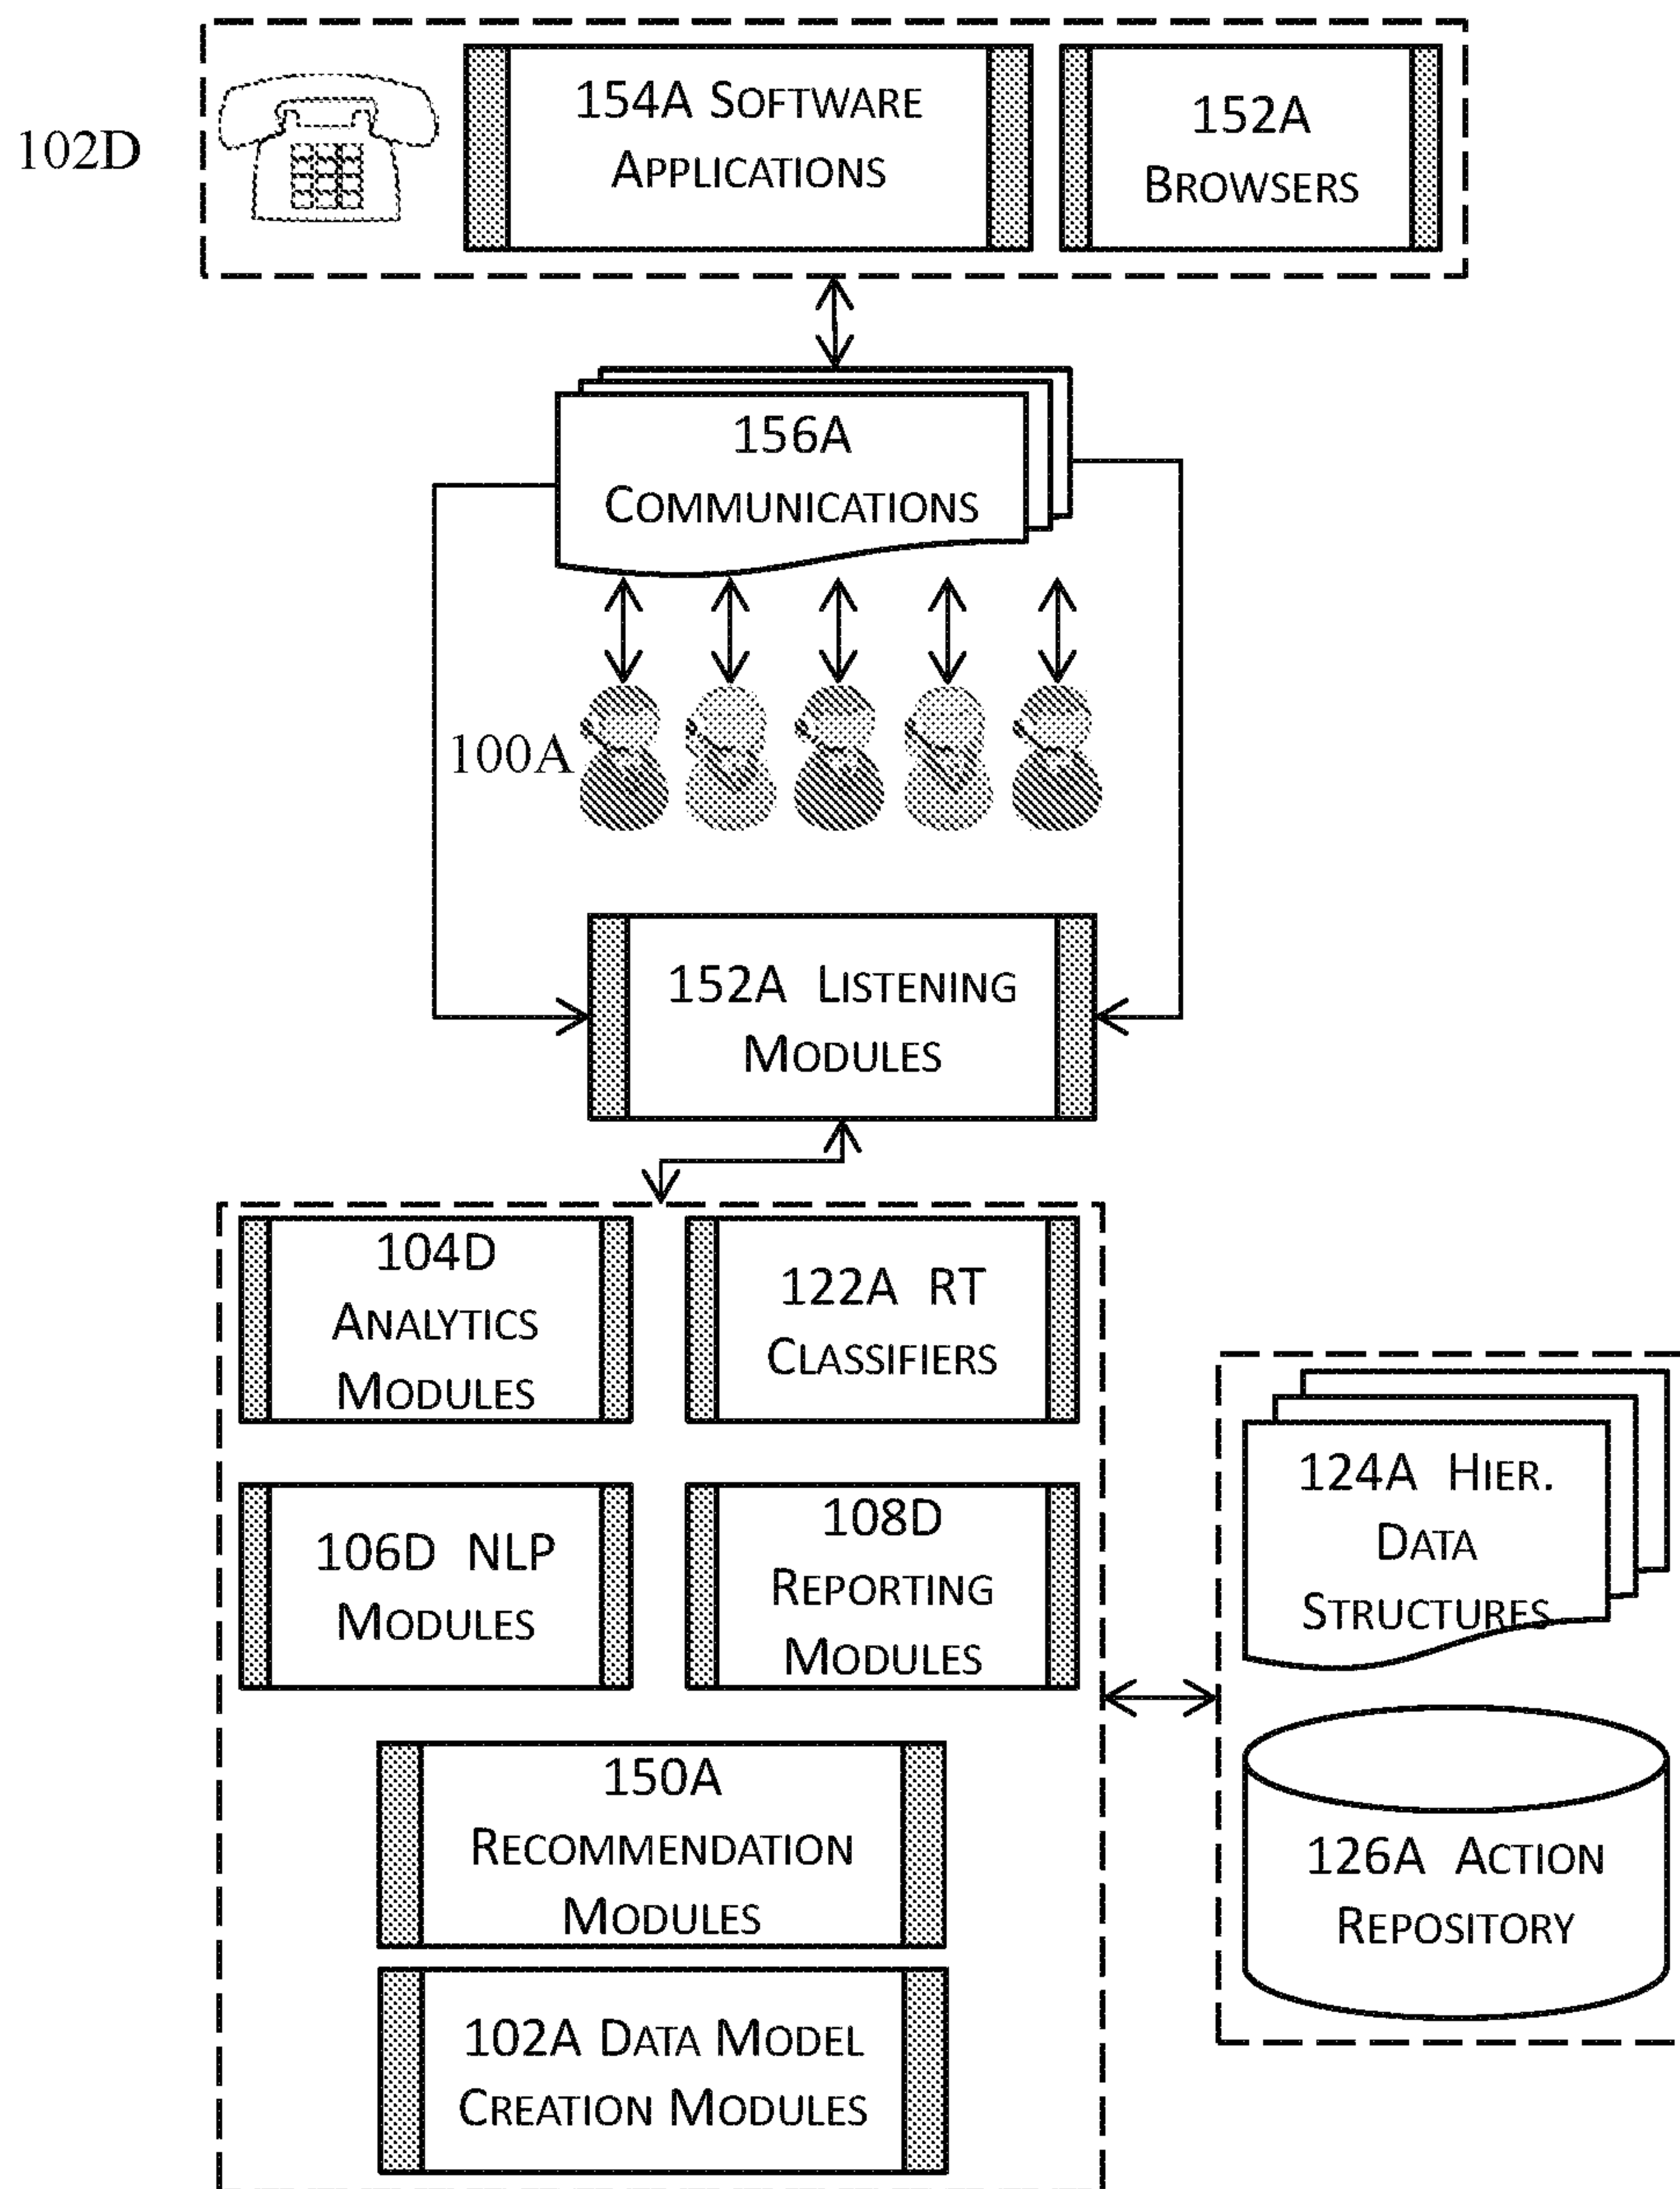 102D
154A SOFTWARE
APPLICATIONS
152A
BROWSERS
156A
COMMUNICATIONS
100A
152A LISTENING
MODULES
104D
ANALYTICS
MODULES
122A RT
CLASSIFIERS
106D NLP
MODULES
108D
REPORTING
MODULES
124A HIER.
DATA
STRUCTURES
150A
RECOMMENDATION
MODULES
126A ACTION
REPOSITORY
102A DATA MODEL
CREATION MODULES